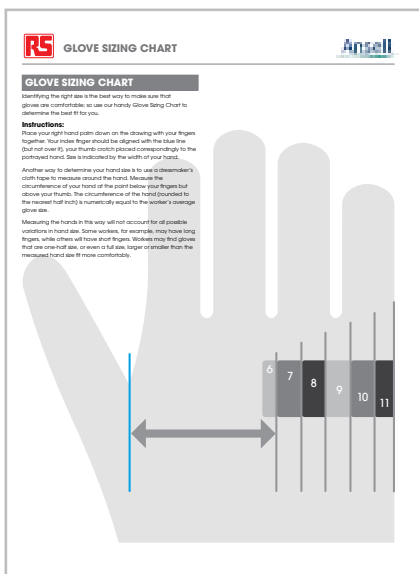 RS GLOVE SIZING CHART
Ansell
GLOVE SIZING CHART
Identifying the right size is the best way to make sure that
gloves are comfortable; so use our handy Glove Sizing Chart to
determine the best fit for you.
Instructions:
Place your right hand palm down on the drawing with your fingers
together. Your index finger should be aligned with the blue line
(but not over it), your thumb crotch placed correspondingly to the
portrayed hand. Size is indicated by the width of your hand.
Another way to determine your hand size is to use a dressmaker's
cloth tape to measure around the hand. Measure the
circumference of your hand at the point below your fingers but
above your thumb. The circumference of the hand (rounded to
the nearest half inch) is numerically equal to the worker's average
glove size.
Measuring the hands in this way will not account for all possible
variations in hand size. Some workers, for example, may have long
fingers, while others will have short fingers. Workers may find gloves
that are one-half size, or even a full size, larger or smaller than the
measured hand size fit more comfortably.
6 7 8 9 10 11